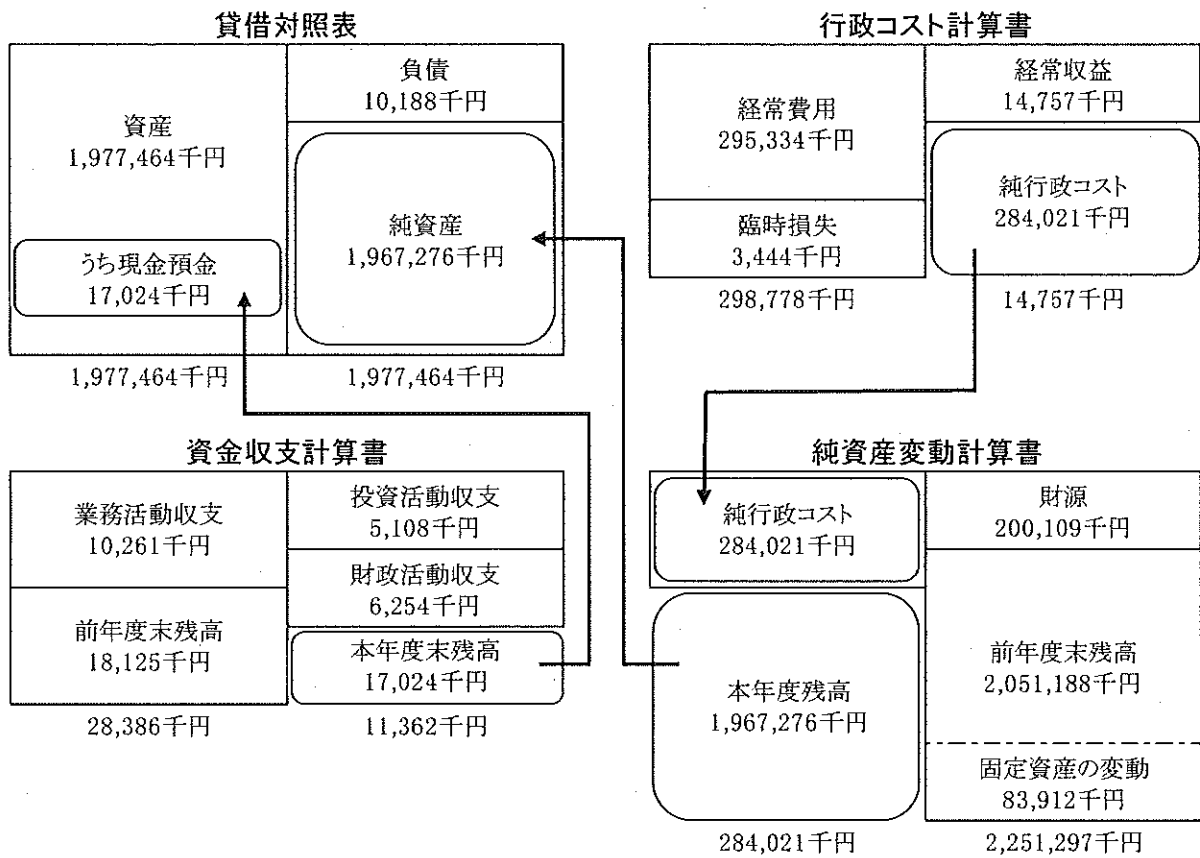 貸借対照表
資産
1,977,464千円
うち現金預金
17,024千円
負債
10,188千円
純資産
1,967,276千円
1,977,464千円
1,977,464千円
行政コスト計算書
経常費用
295,334千円
臨時損失
3,444千円
298,778千円
経常収益
14,757千円
純行政コスト
284,021千円
14,757千円
資金収支計算書
業務活動収支
10,261千円
前年度末残高
18,125千円
28,386千円
投資活動収支
5,108千円
財政活動収支
6,254千円
本年度末残高
17,024千円
11,362千円
純資産変動計算書
純行政コスト
284,021千円
本年度残高
1,967,276千円
284,021千円
財源
200,109千円
前年度末残高
2,051,188千円
固定資産の変動
83,912千円
2,251,297千円